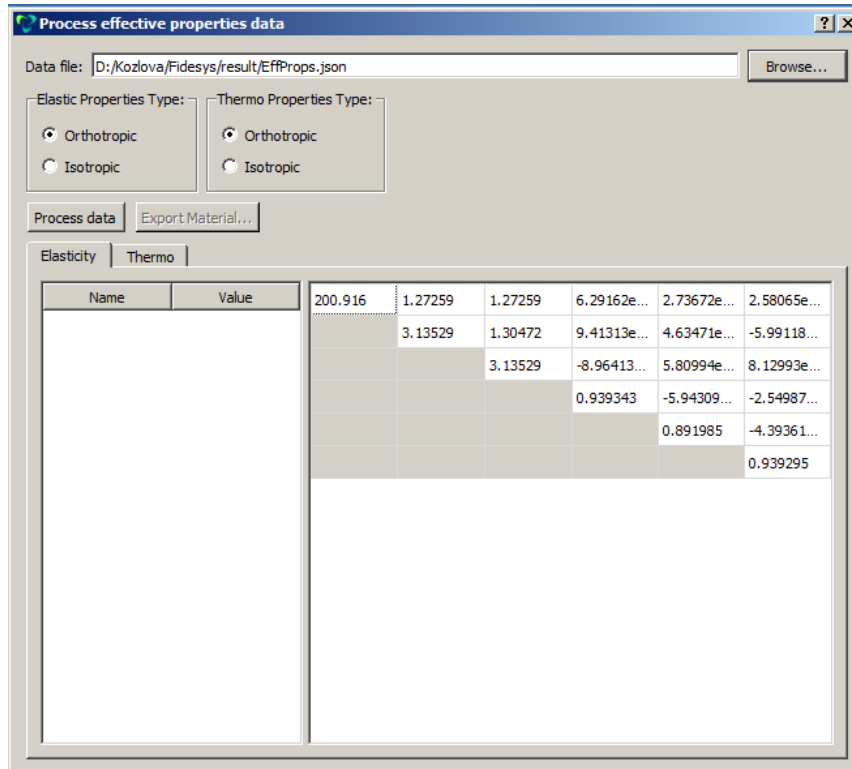 Process effective properties data
Data file: D:/Kozlova/Fidesys/result/EffProps.json Browse...
Elastic Properties Type: Thermo Properties Type:
Orthotropic Orthotropic
Isotropic Isotropic
Process data Export Material...
Elasticity Thermo
Name Value
200.916 1.27259 1.27259 6.29162e... 2.73672e... 2.58065e...
3.13529 1.30472 9.41313e... 4.63471e... -5.99118...
3.13529 -8.96413... 5.80994e... 8.12993e...
0.939343 -5.94309... -2.54987...
0.891985 -4.39361...
0.939295